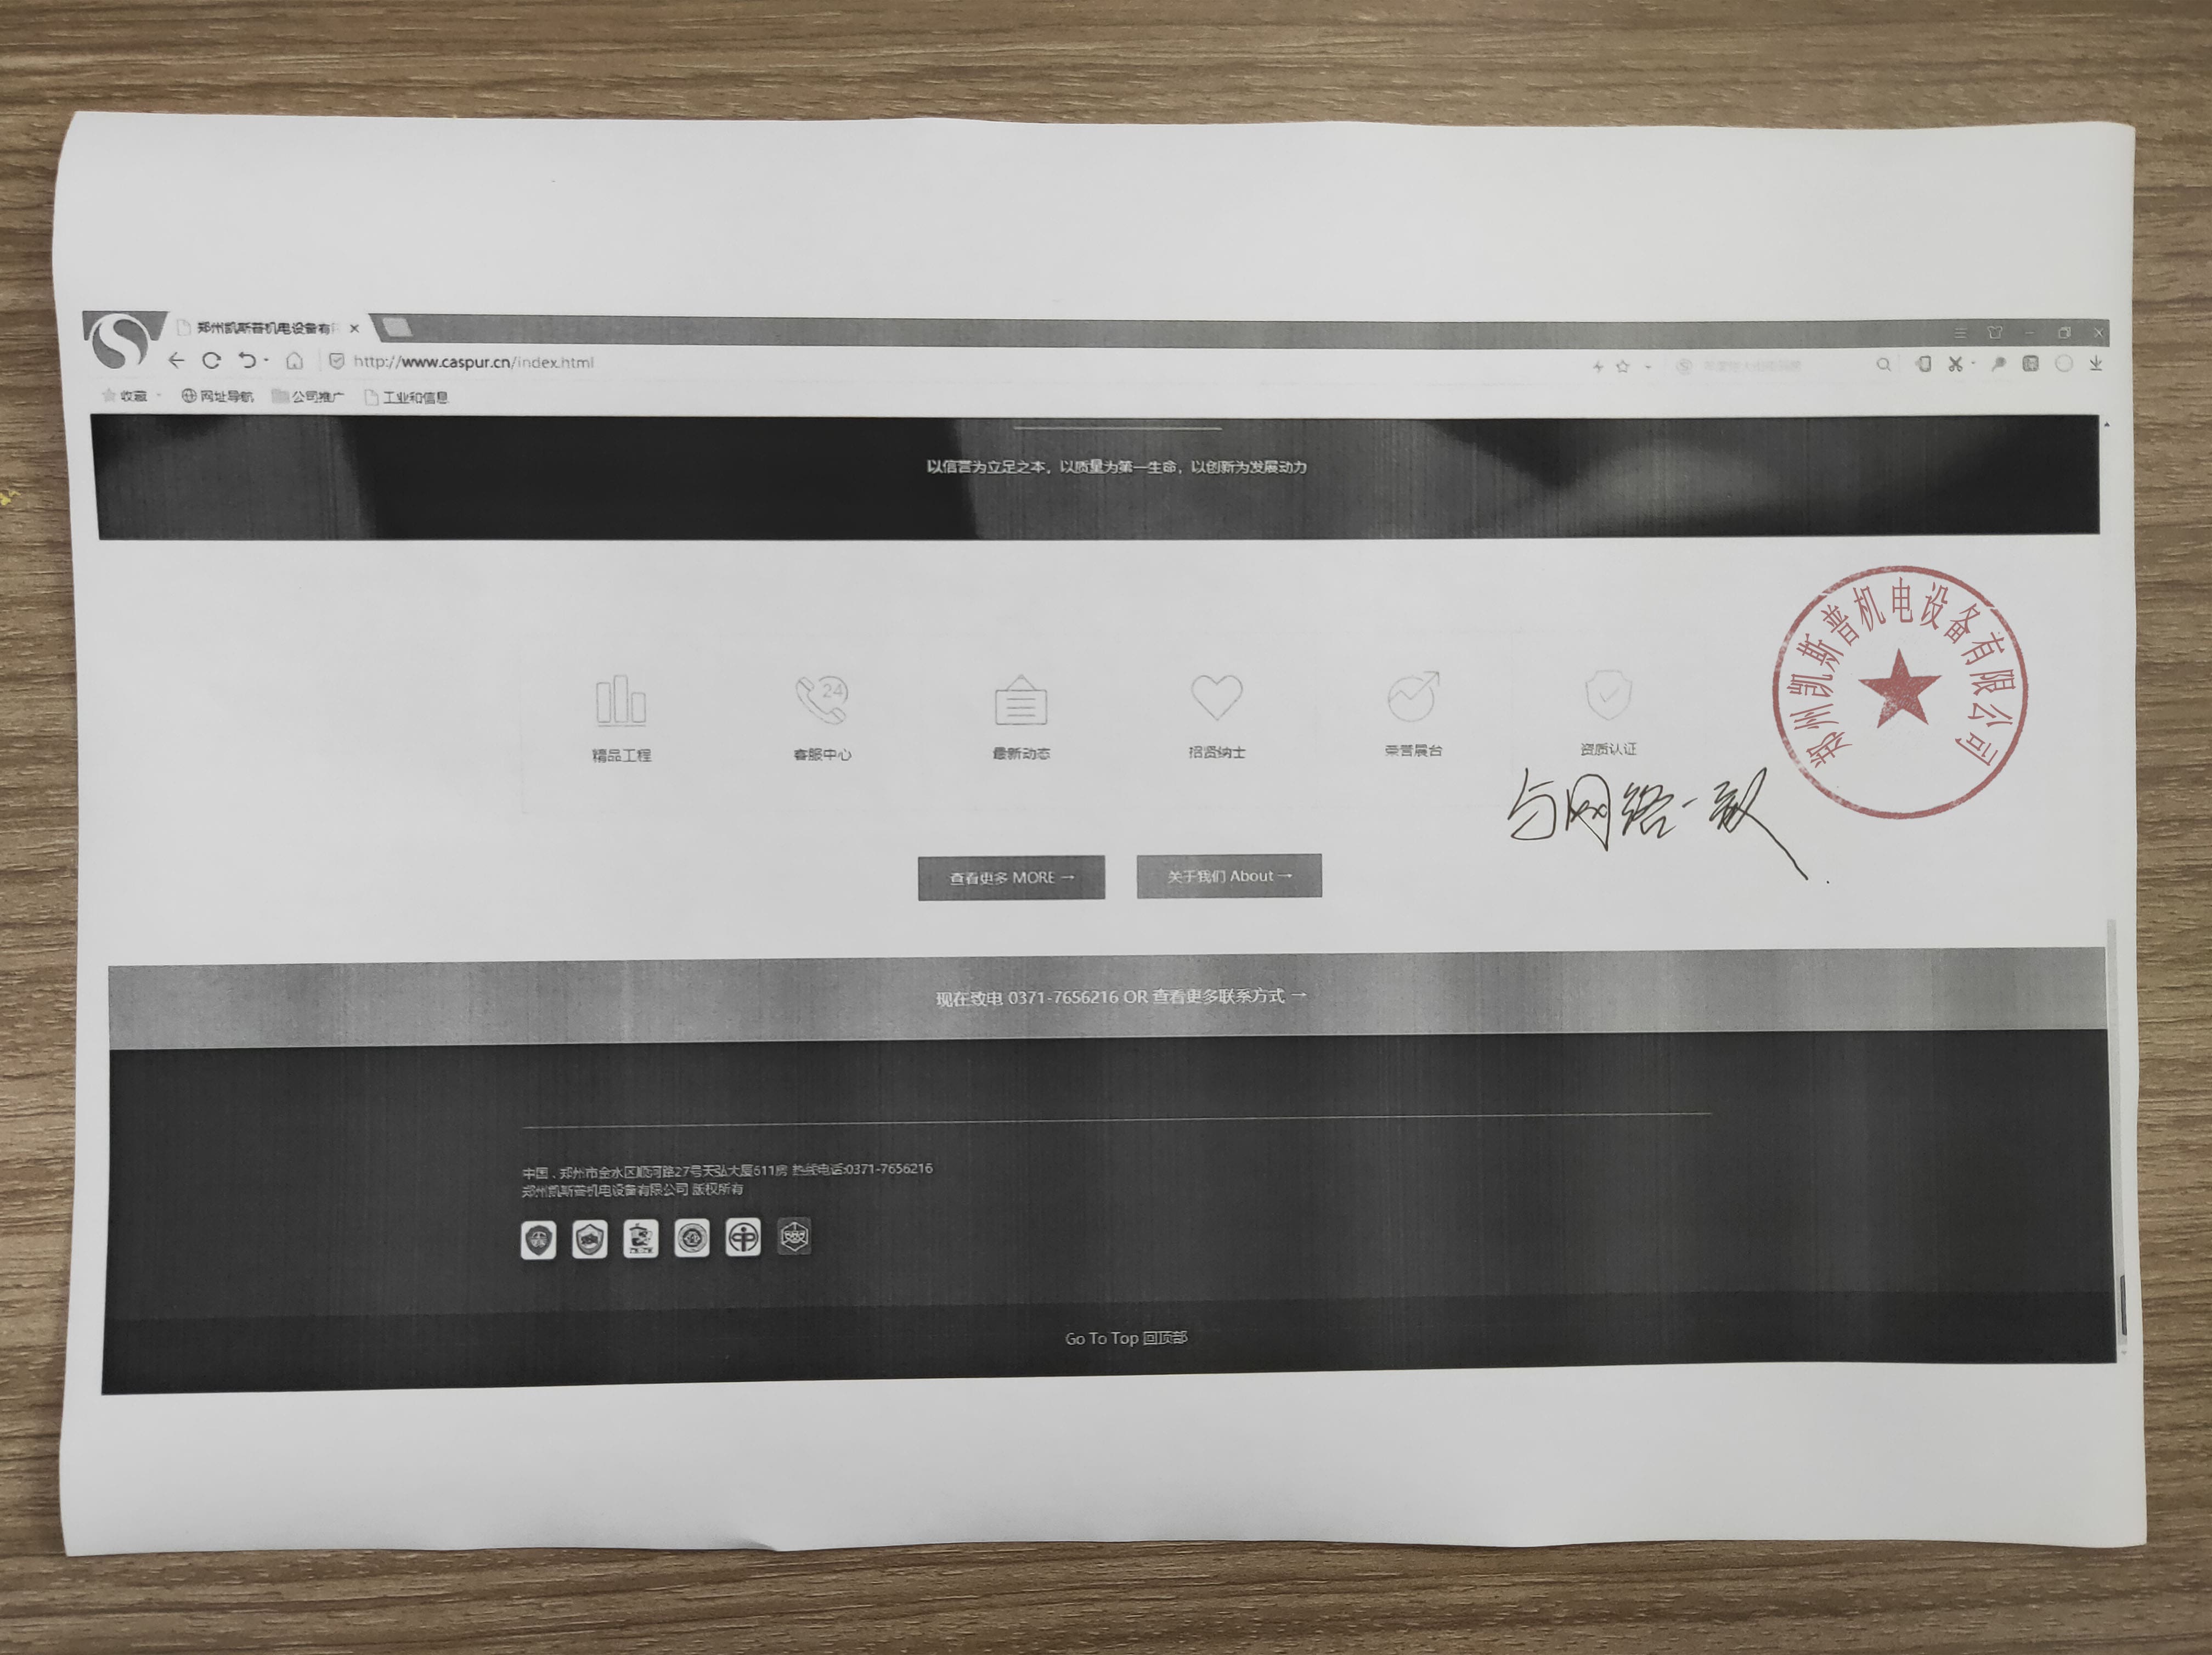 郑州凯斯普机电设备有
http://www.caspur.cn/index.html
收藏 网址导航 公司推广 工业和信息
以信誉为立足之本，以质量为第一生命，以创新为发展动力
24
精品工程 客服中心 最新动态 招贤纳士 荣誉展台 资质认证
郑州凯斯普机电设备有限公司
与网络一致
查看更多 MORE → 关于我们 About →
现在致电 0371-7656216 OR 查看更多联系方式 →
中国．郑州市金水区顺河路27号天弘大厦611房 热线电话:0371-7656216
郑州凯斯普机电设备有限公司 版权所有
Go To Top 回顶部